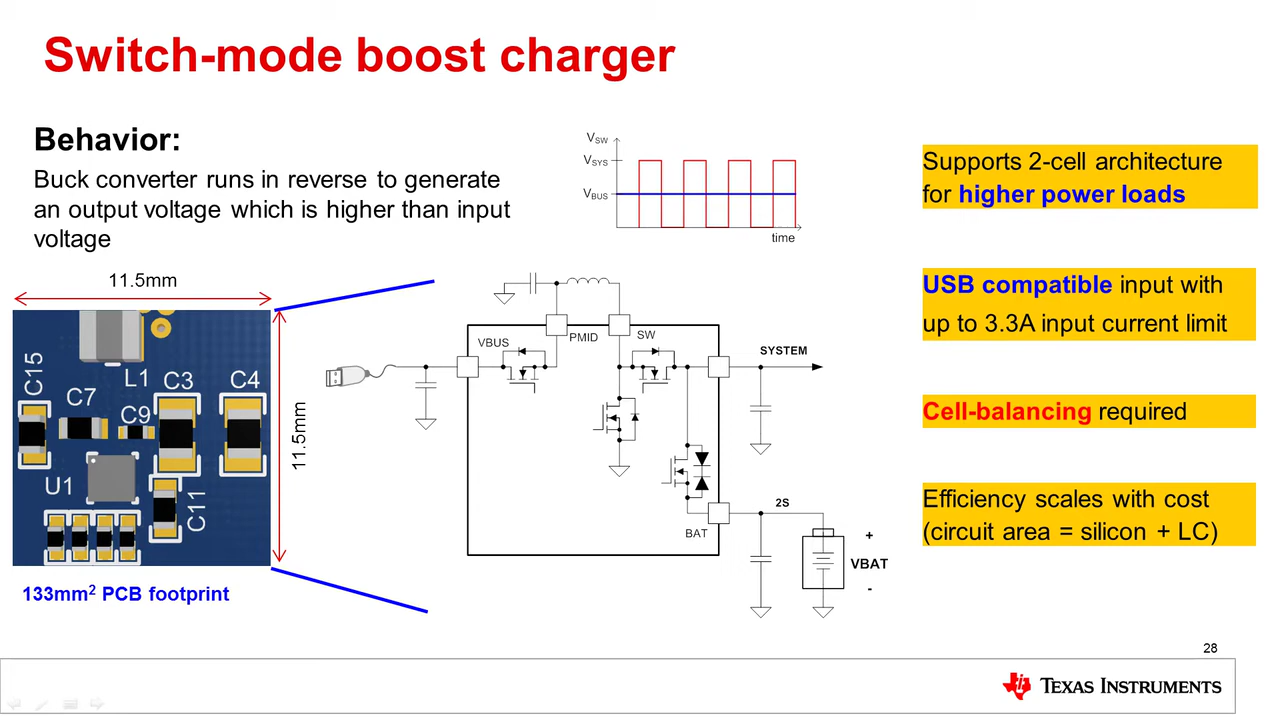 Switch-mode boost charger
Behavior:
Buck converter runs in reverse to generate
an output voltage which is higher than input
voltage
VSW
VSYS
VBUS
time
Supports 2-cell architecture
for higher power loads
USB compatible input with
up to 3.3A input current limit
Cell-balancing required
Efficiency scales with cost
(circuit area = silicon + LC)
11.5mm
11.5mm
C15
L1
C3
C4
C7
C9
U1
C11
133mm2 PCB footprint
VBUS
PMID
SW
SYSTEM
BAT
2S
+
VBAT
-
28
TEXAS INSTRUMENTS